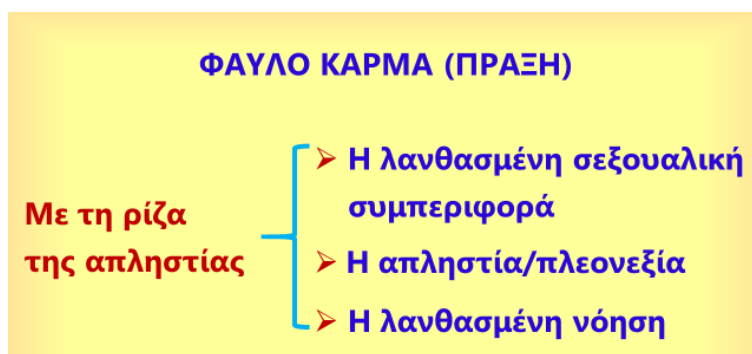 ΦΑΥΛΟ ΚΑΡΜΑ (ΠΡΑΞΗ)
Με τη ρίζα
της απληστίας
Η λανθασμένη σεξουαλική
συμπεριφορά
Η απληστία/πλεονεξία
Η λανθασμένη νόηση